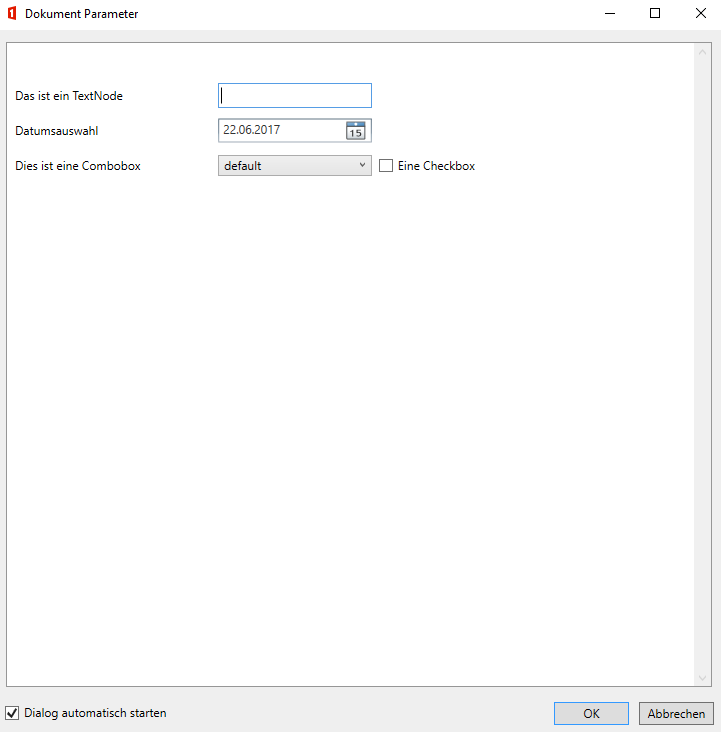 Dokument Parameter
Das ist ein TextNode
Datumsauswahl 22.06.2017 15
Dies ist eine Combobox default Eine Checkbox
Dialog automatisch starten OK Abbrechen